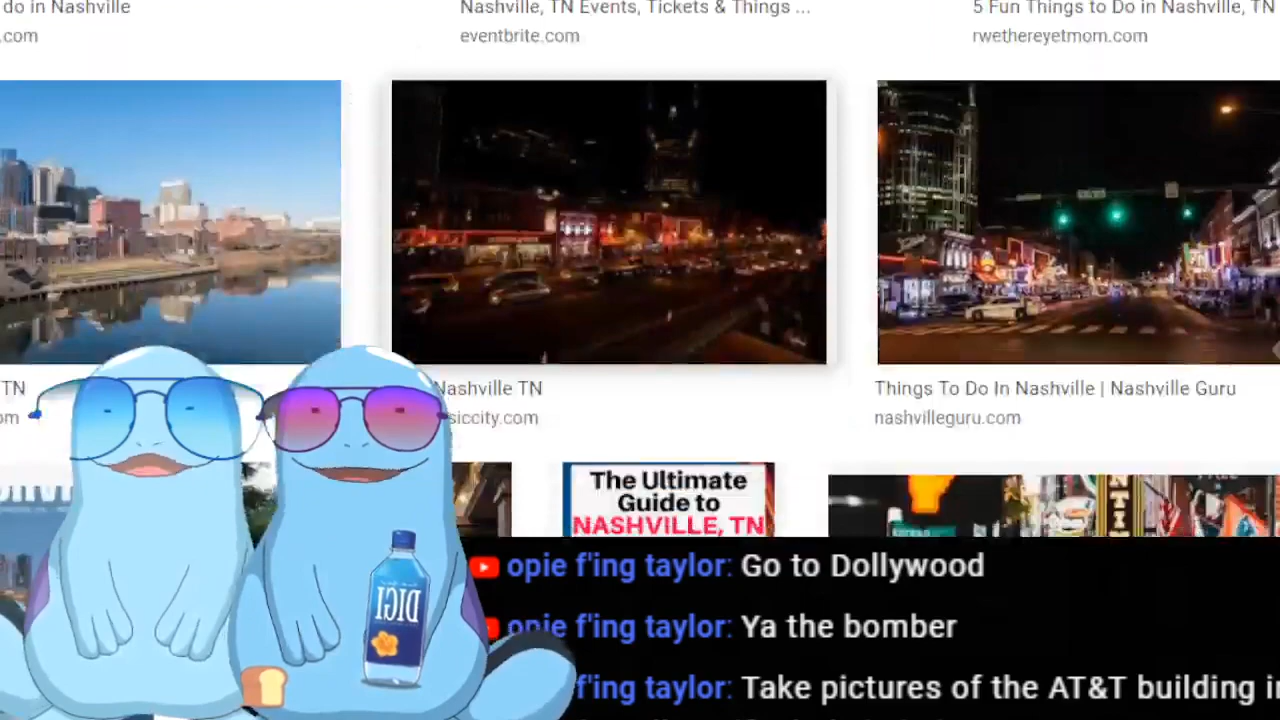 do in Nashville
Nashville, TN Events, Tickets & Things ...
5 Fun Things to Do in Nashville, TN
.com
eventbrite.com
rwethereyetmom.com
TN
Nashville TN
Things To Do In Nashville | Nashville Guru
om
siccity.com
nashvilleguru.com
The Ultimate
Guide to
NASHVILLE, TN
opie f'ing taylor: Go to Dollywood
opie f'ing taylor: Ya the bomber
f'ing taylor: Take pictures of the AT&T building i
DIGI